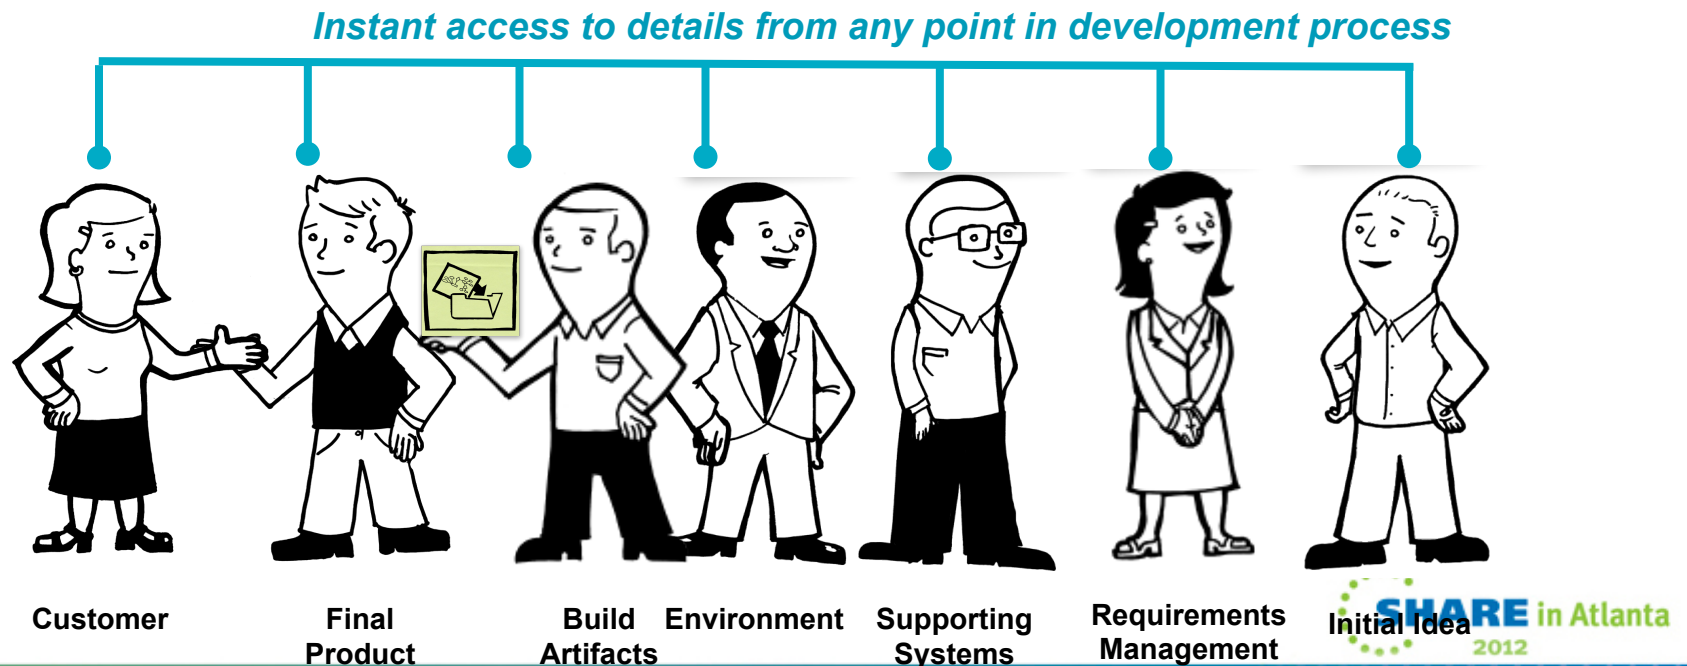 Instant access to details from any point in development process
Customer
Final
Product
Build
Artifacts
Environment
Supporting
Systems
Requirements
Management
Initial Idea
SHARE in Atlanta
2012